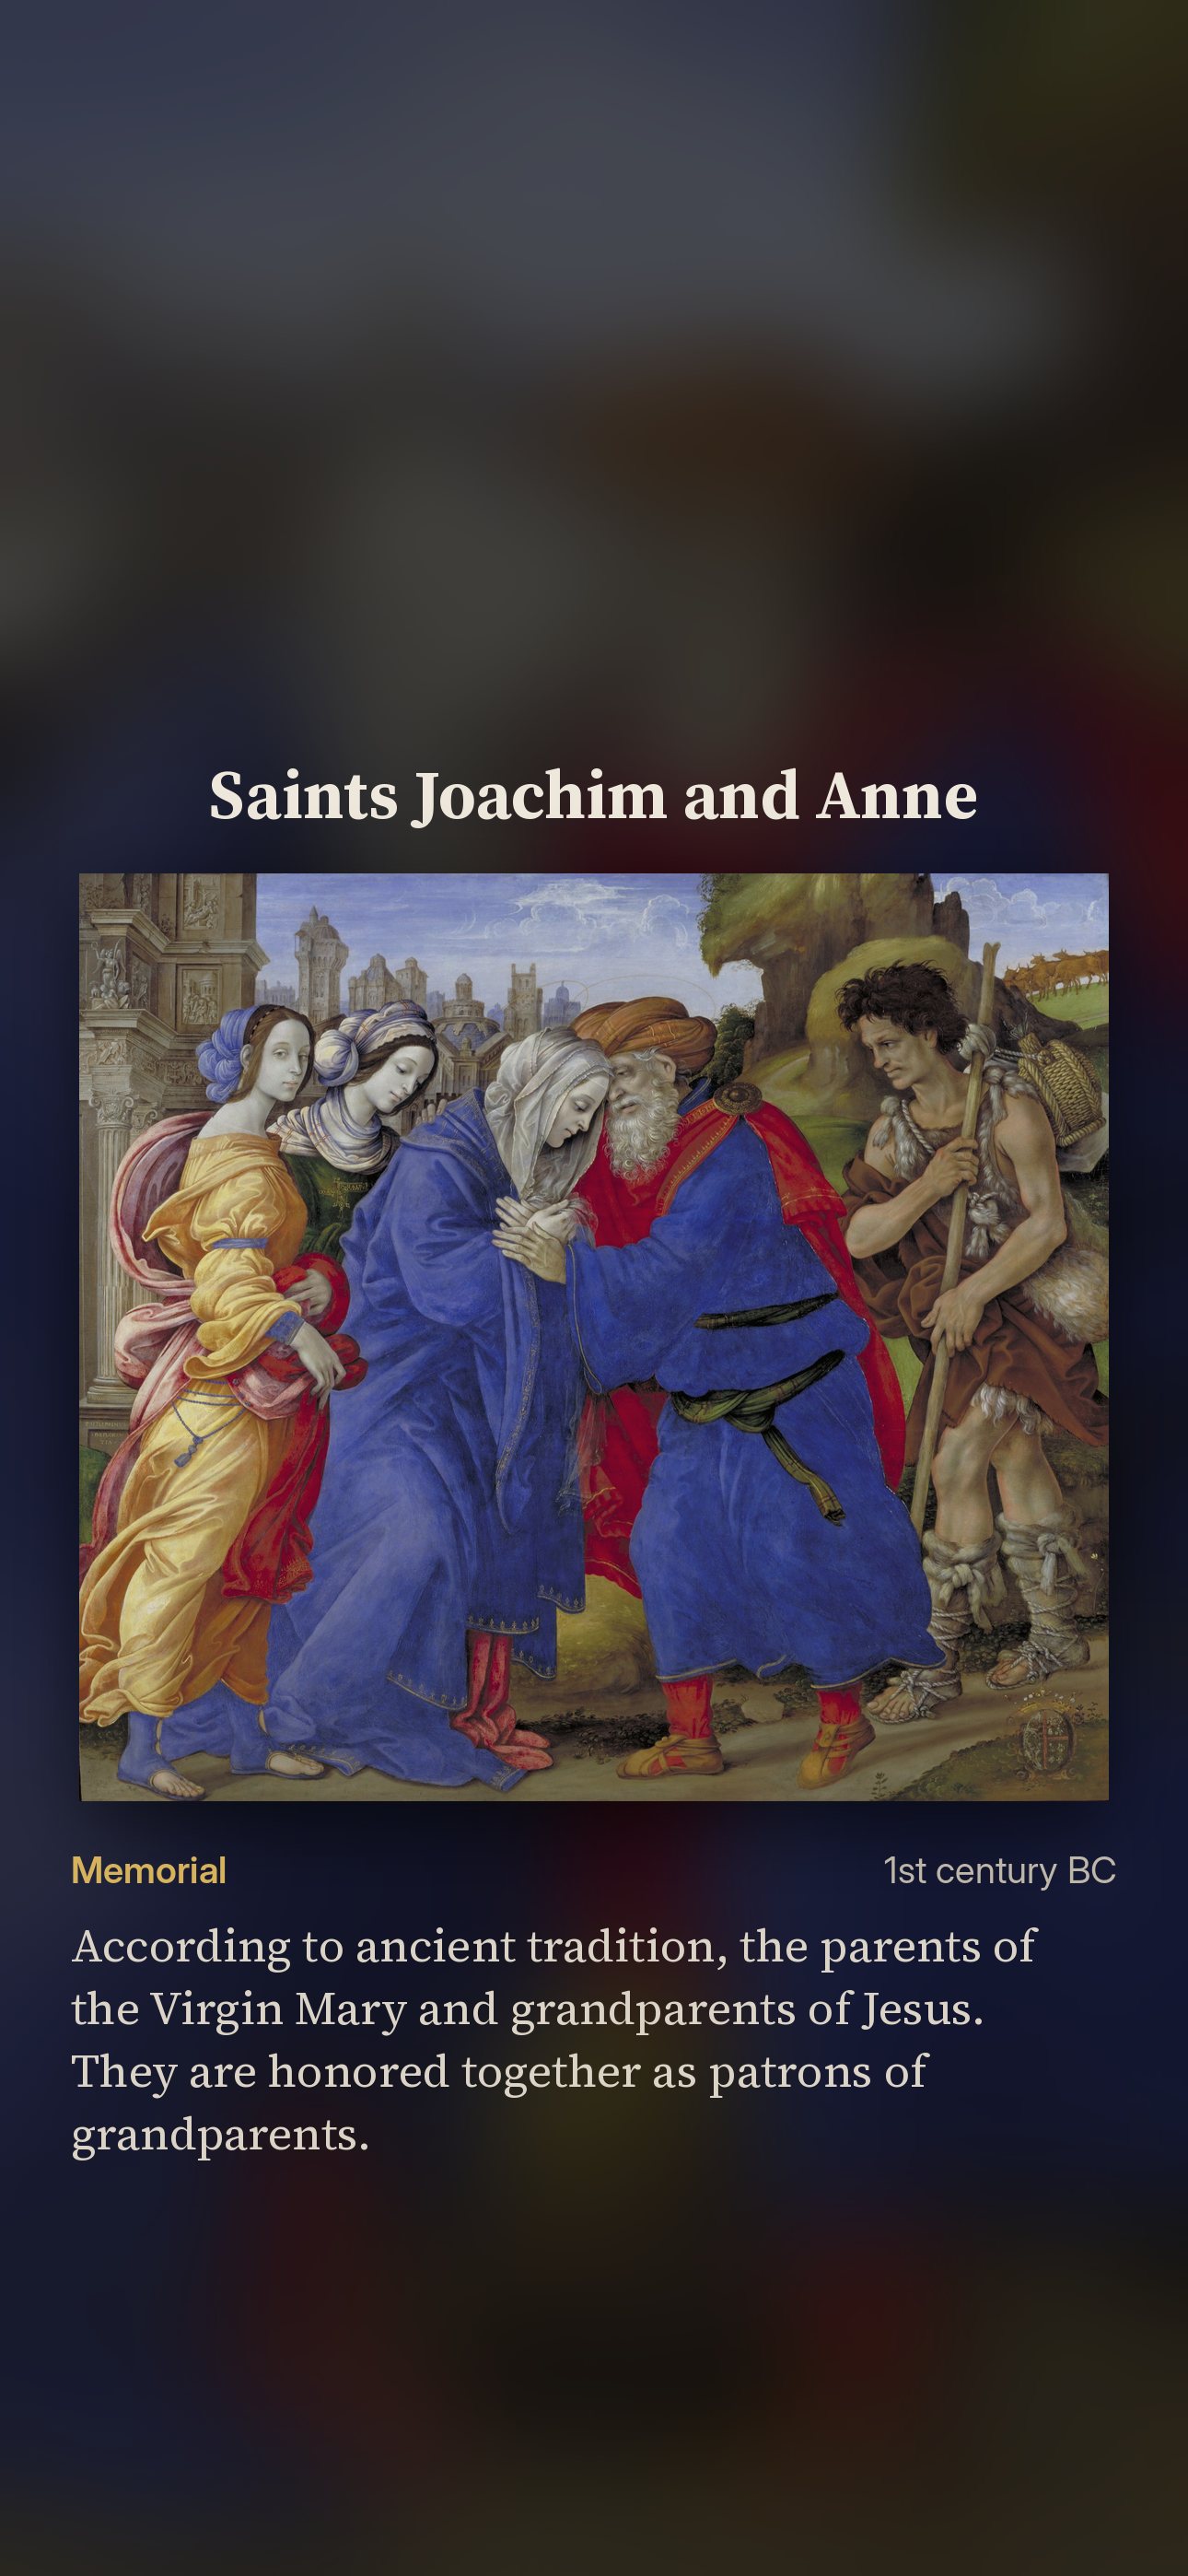 Saints Joachim and Anne
Memorial
1st century BC
According to ancient tradition, the parents of
the Virgin Mary and grandparents of Jesus.
They are honored together as patrons of
grandparents.